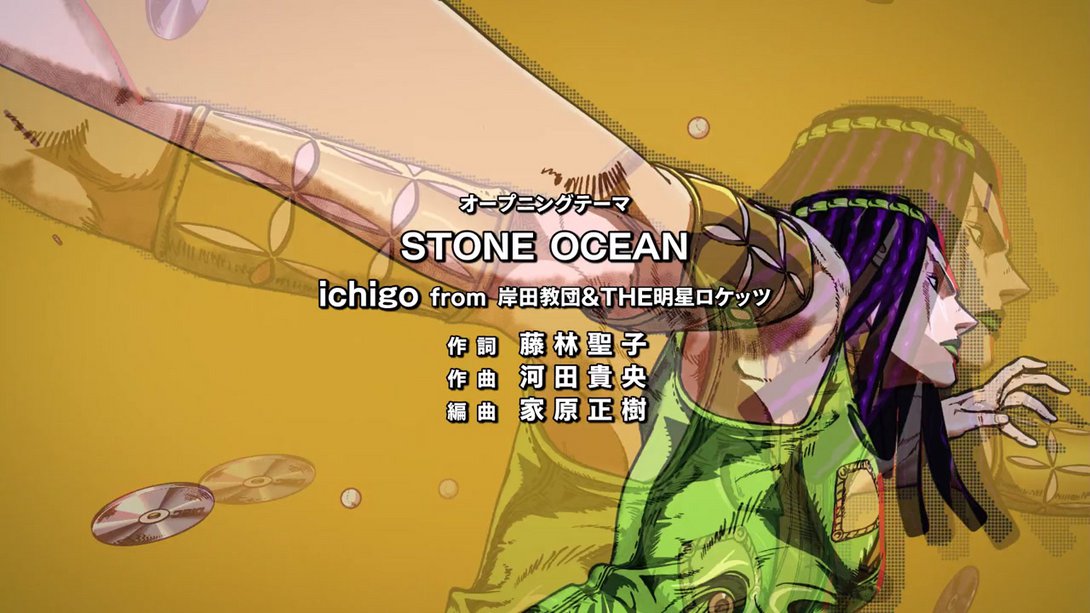 オープニングテーマ
STONE OCEAN
ichigo from 岸田教団&THE明星ロケッツ
作詞 藤林聖子
作曲 河田貴央
編曲 家原正樹